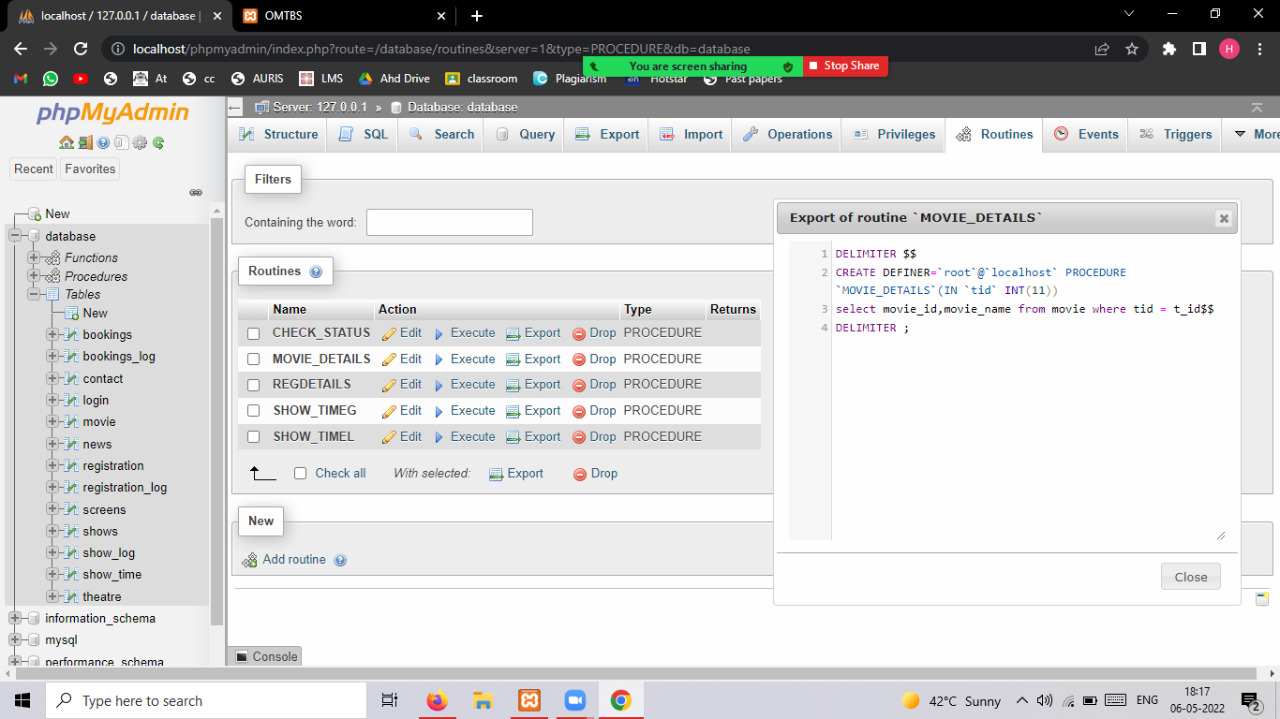 localhost / 127.0.0.1 / database |
OMTBS
localhost/phpmyadmin/index.php?route=/database/routines&server=1&type=PROCEDURE&db=database
H
You are screen sharing
Stop Share
At
cc
AURIS
LMS
Ahd Drive
classroom
Plagiarism
Hotstar
Past papers
phpMyAdmin
Recent
Favorites
New
database
Functions
Procedures
Tables
New
bookings
bookings_log
contact
login
movie
news
registration
registration_log
screens
shows
show_log
show_time
theatre
information_schema
mysql
performance_schema
Server: 127.0.0.1 » Database: database
Structure
SQL
Search
Query
Export
Import
Operations
Privileges
Routines
Events
Triggers
More
Filters
Containing the word:
Routines
Name Action Type Returns
CHECK_STATUS Edit Execute Export Drop PROCEDURE
MOVIE_DETAILS Edit Execute Export Drop PROCEDURE
REGDETAILS Edit Execute Export Drop PROCEDURE
SHOW_TIMEG Edit Execute Export Drop PROCEDURE
SHOW_TIMEL Edit Execute Export Drop PROCEDURE
Check all With selected: Export Drop
New
Add routine
Console
Export of routine `MOVIE_DETAILS`
1 DELIMITER $$
2 CREATE DEFINER=`root`@`localhost` PROCEDURE
`MOVIE_DETAILS`(IN `tid` INT(11))
3 select movie_id,movie_name from movie where tid = t_id$$
4 DELIMITER ;
Close
Type here to search
42°C Sunny
ENG
18:17
06-05-2022
2